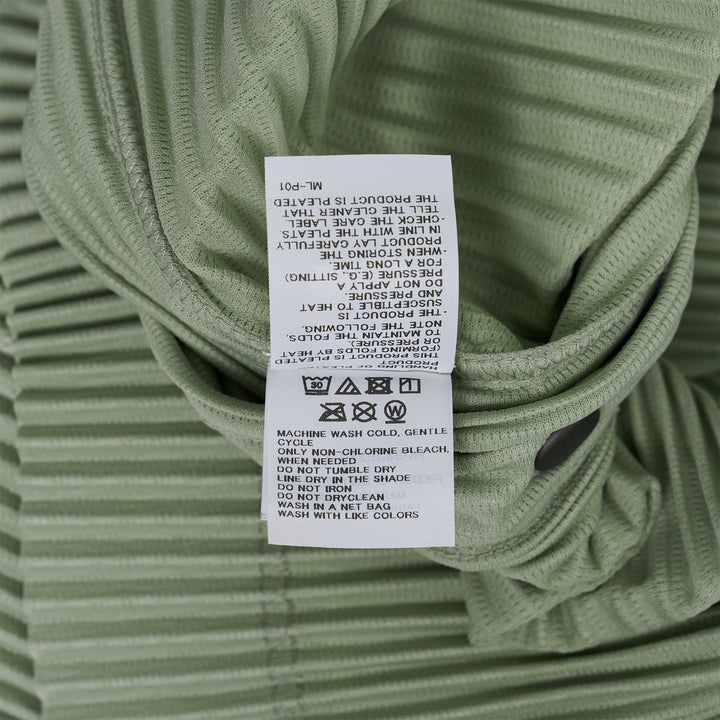 HANDLING OF PLEATED
PRODUCT
THIS PRODUCT IS PLEATED
(FORMING FOLDS BY HEAT
OR PRESSURE).
TO MAINTAIN THE FOLDS,
NOTE THE FOLLOWING.
・THE PRODUCT IS
SUSCEPTIBLE TO HEAT
AND PRESSURE.
DO NOT APPLY A
PRESSURE (E.G., SITTING)
FOR A LONG TIME.
・WHEN STORING THE
PRODUCT LAY CAREFULLY
IN LINE WITH PLEATS.
・CHECK THE CARE LABEL.
TELL THE CLEANER THAT
THE PRODUCT IS PLEATED
ML-P01
30
W
MACHINE WASH COLD, GENTLE
CYCLE
ONLY NON-CHLORINE BLEACH,
WHEN NEEDED
DO NOT TUMBLE DRY
LINE DRY IN THE SHADE
DO NOT IRON
DO NOT DRYCLEAN
WASH IN A NET BAG
WASH WITH LIKE COLORS